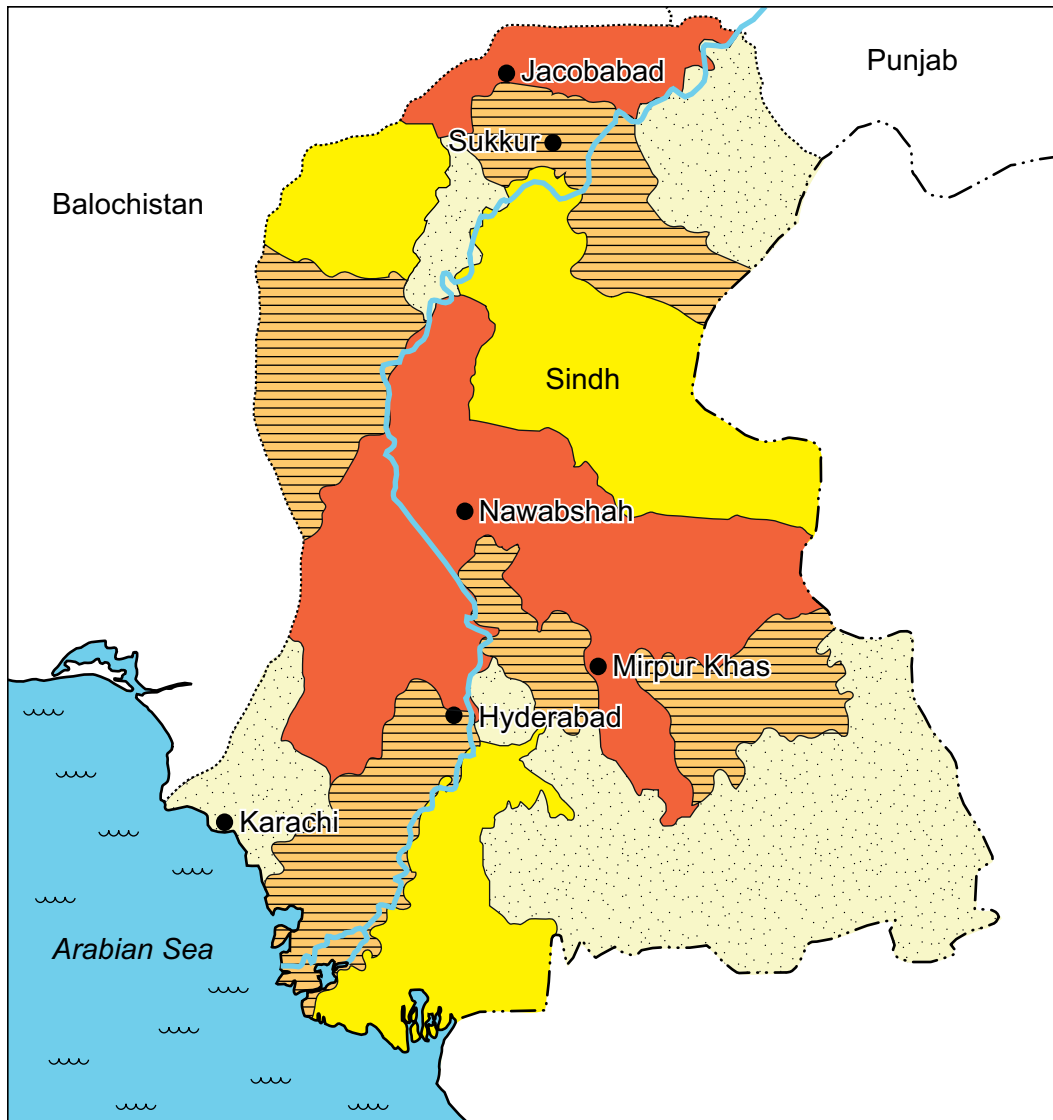 Punjab
Jacobabad
Sukkur
Balochistan
Sindh
Nawabshah
Mirpur Khas
Hyderabad
Karachi
Arabian Sea